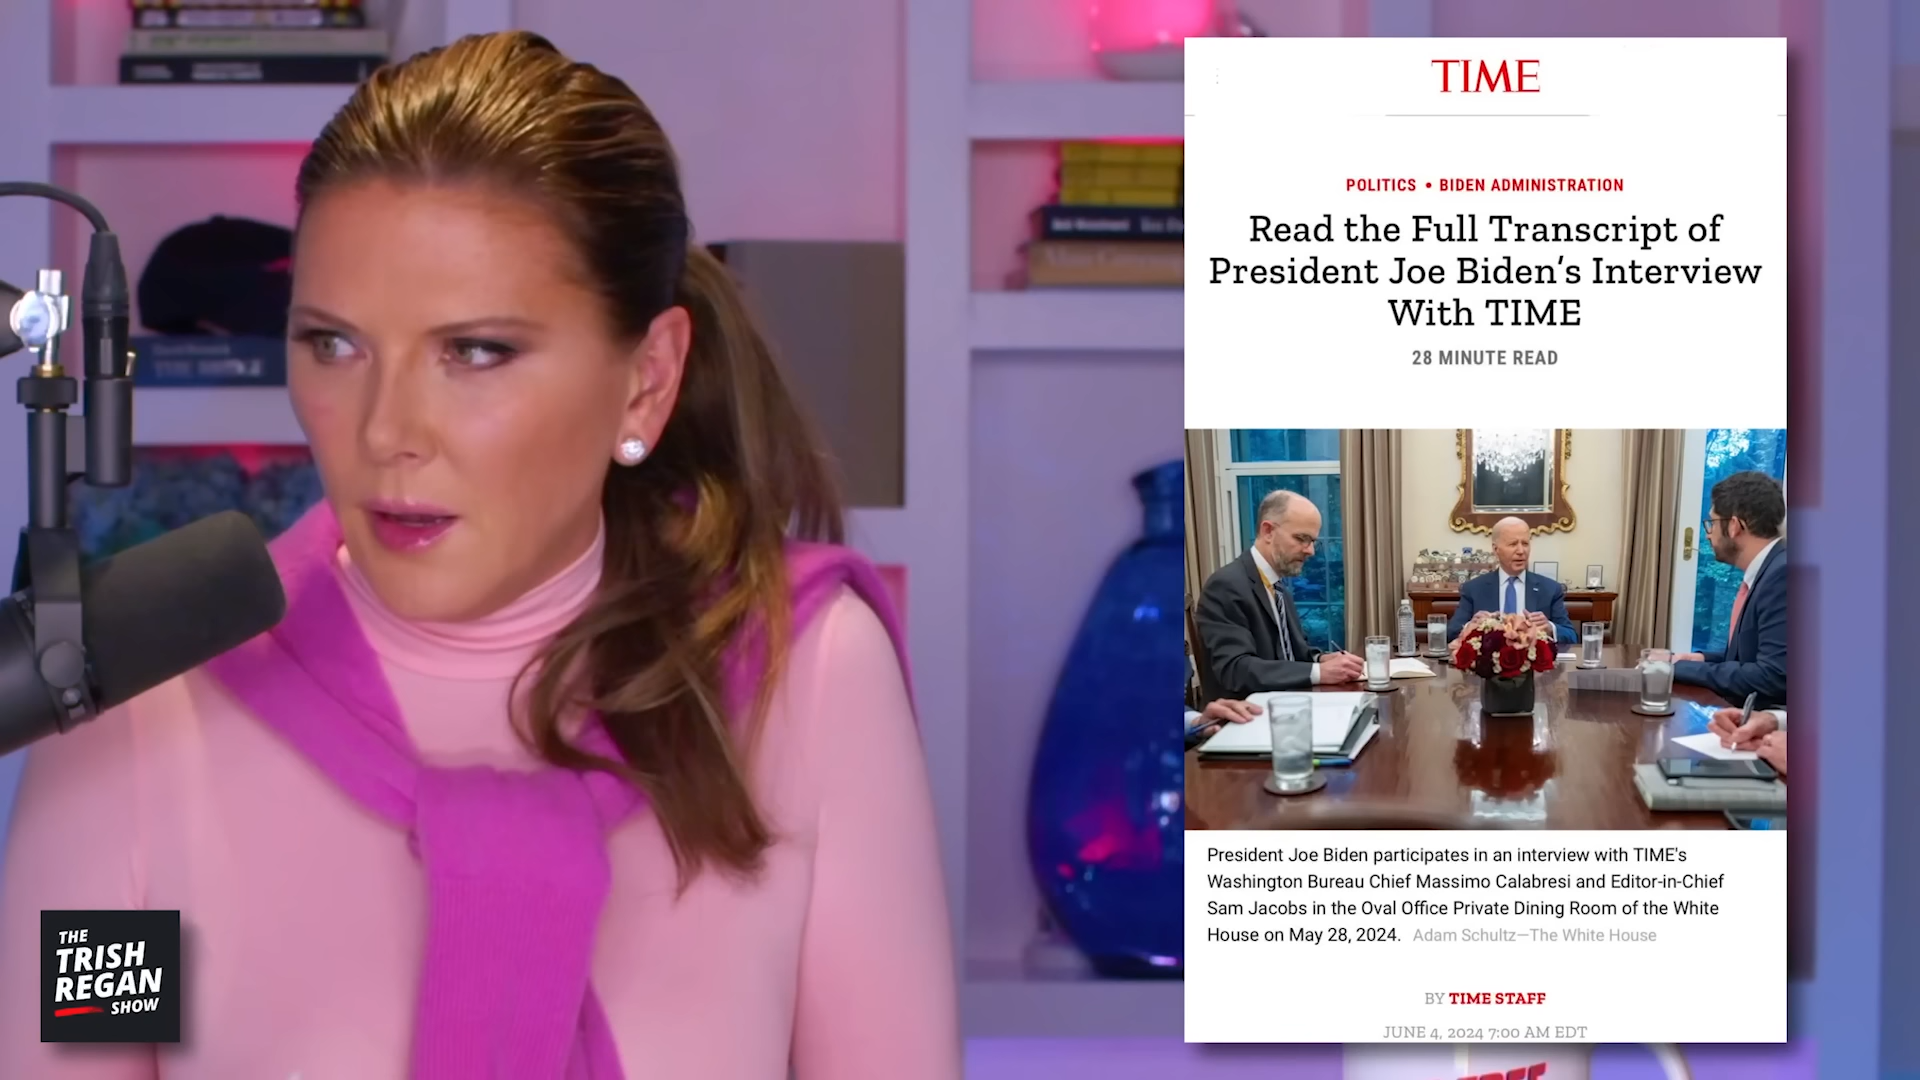 TIME
POLITICS • BIDEN ADMINISTRATION
Read the Full Transcript of
President Joe Biden’s Interview
With TIME
28 MINUTE READ
President Joe Biden participates in an interview with TIME's
Washington Bureau Chief Massimo Calabresi and Editor-in-Chief
Sam Jacobs in the Oval Office Private Dining Room of the White
House on May 28, 2024. Adam Schultz—The White House
BY TIME STAFF
JUNE 4, 2024 7:00 AM EDT
THE
TRISH
REGAN
SHOW